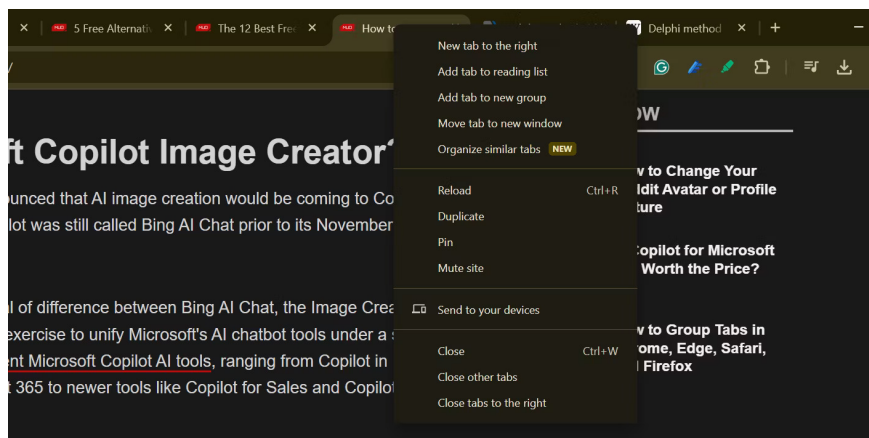 5 Free Alternativ
The 12 Best Free
How to
Delphi method
New tab to the right
Add tab to reading list
Add tab to new group
Move tab to new window
Organize similar tabs NEW
Reload Ctrl+R
Duplicate
Pin
Mute site
Send to your devices
Close Ctrl+W
Close other tabs
Close tabs to the right
ft Copilot Image Creator?
ounced that AI image creation would be coming to Co
lot was still called Bing AI Chat prior to its November
l of difference between Bing AI Chat, the Image Crea
exercise to unify Microsoft's AI chatbot tools under a s
ent Microsoft Copilot AI tools, ranging from Copilot in
t 365 to newer tools like Copilot for Sales and Copilot
OW
w to Change Your
ddit Avatar or Profile
ture
opilot for Microsoft
Worth the Price?
w to Group Tabs in
rome, Edge, Safari,
d Firefox